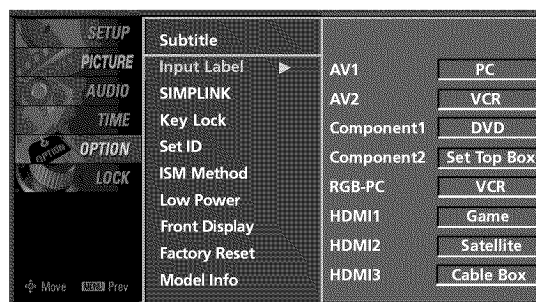 SETUP
PICTURE
AUDIO
TIME
OPTION
OPTION
LOCK
Move MENU Prev
Subtitle
Input Label
SIMPLINK
Key Lock
Set ID
ISM Method
Low Power
Front Display
Factory Reset
Model Info
AV1 PC
AV2 VCR
Component1 DVD
Component2 Set Top Box
RGB-PC VCR
HDMI1 Game
HDMI2 Satellite
HDMI3 Cable Box